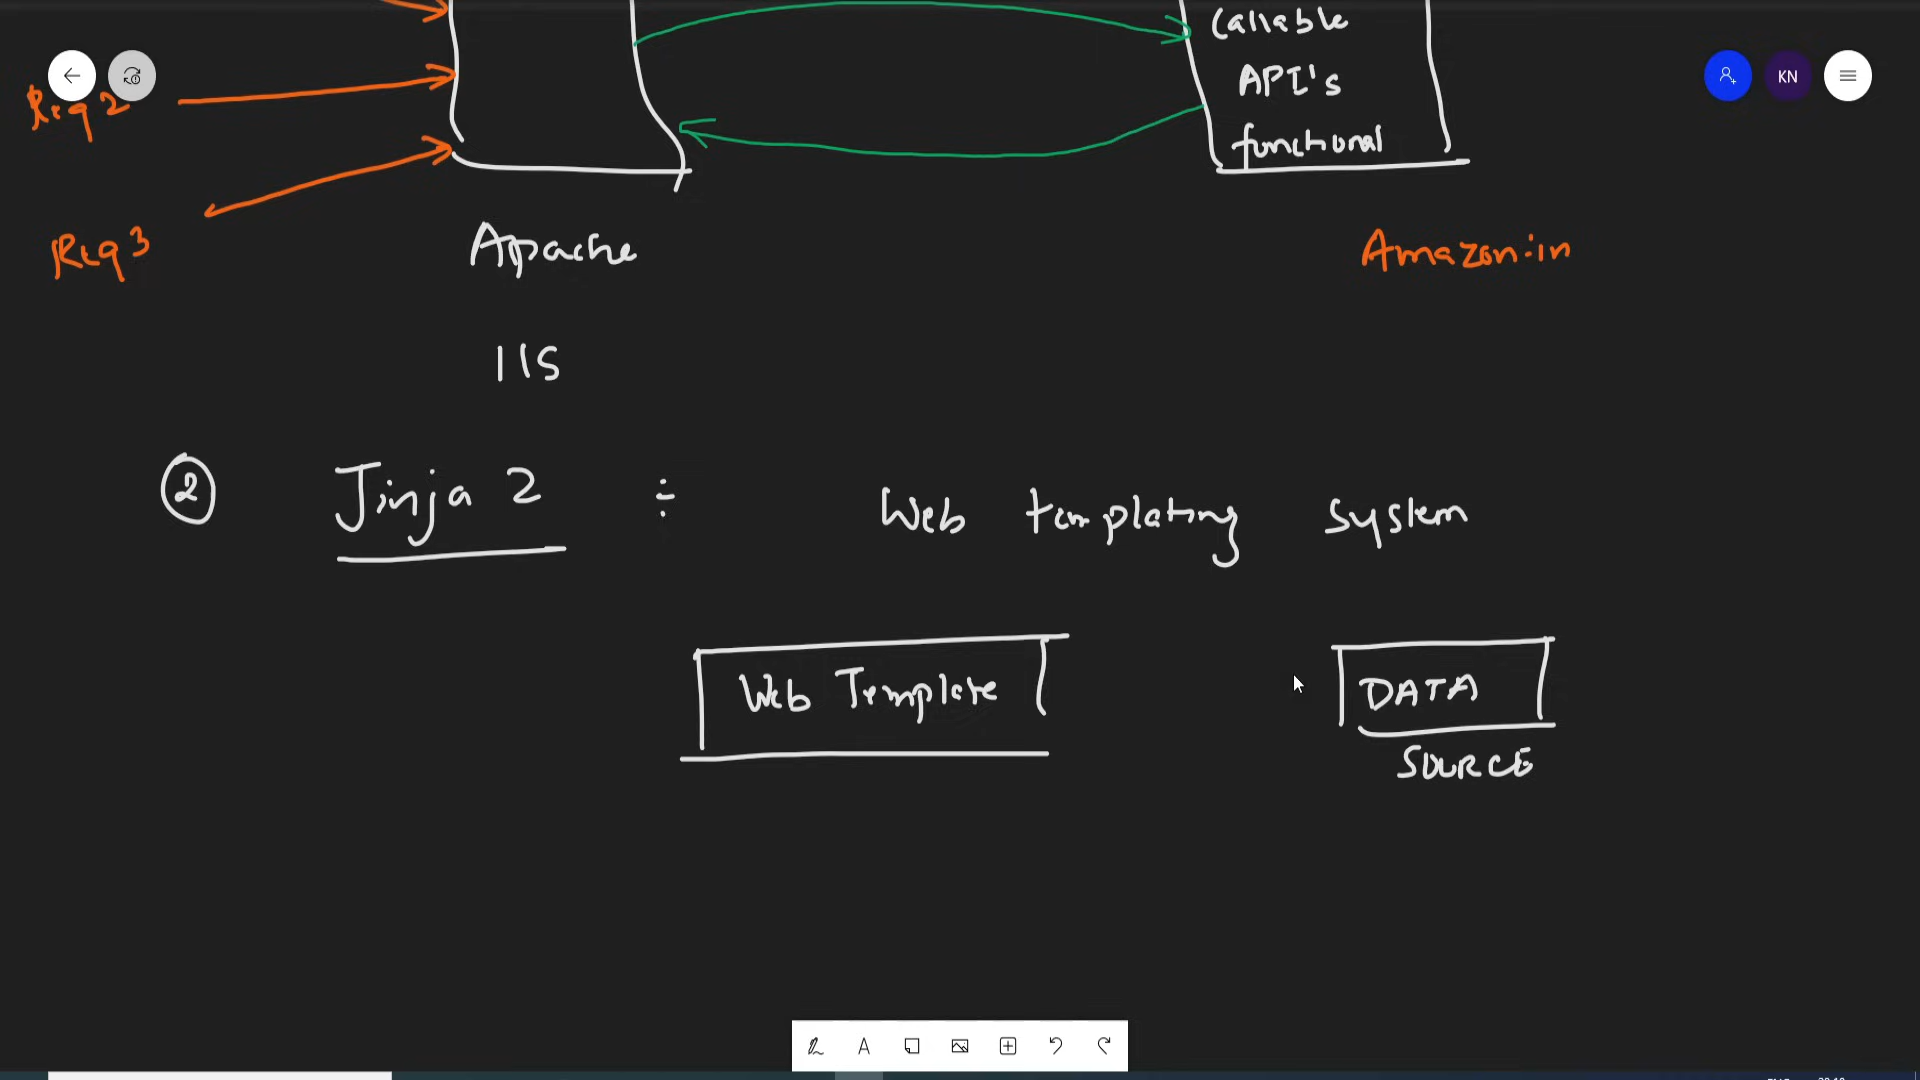 Callable
API's
functional
KN
Req 2
Req 3
Apache
Amazon.in
IIS
2 Jinja 2 : Web templating system
Web Template
DATA
SOURCE
A